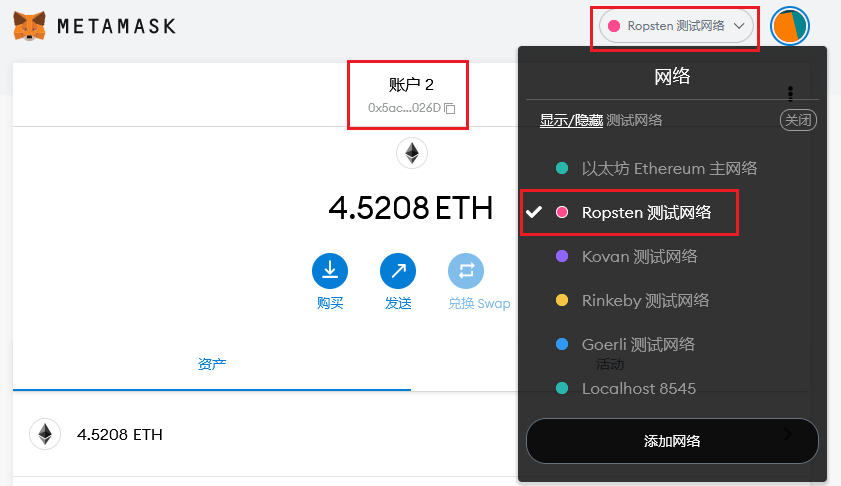 METAMASK
Ropsten 测试网络
账户 2
0x5ac...026D
4.5208 ETH
购买
发送
兑换 Swap
资产
活动
4.5208 ETH
网络
显示/隐藏 测试网络
关闭
以太坊 Ethereum 主网络
Ropsten 测试网络
Kovan 测试网络
Rinkeby 测试网络
Goerli 测试网络
Localhost 8545
添加网络